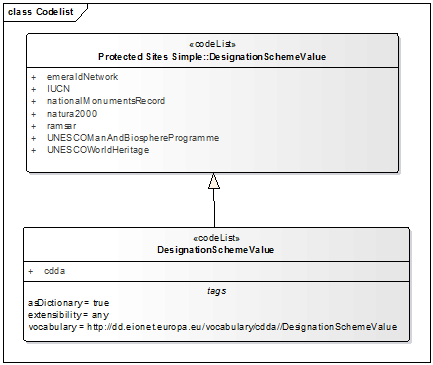 class Codelist
«codeList»
Protected Sites Simple::DesignationSchemeValue
+ emeraldNetwork
+ IUCN
+ nationalMonumentsRecord
+ natura2000
+ ramsar
+ UNESCOManAndBiosphereProgramme
+ UNESCOWorldHeritage
«codeList»
DesignationSchemeValue
+ cdda
tags
asDictionary = true
extensibility = any
vocabulary = http://dd.eionet.europa.eu/vocabulary/cdda//DesignationSchemeValue